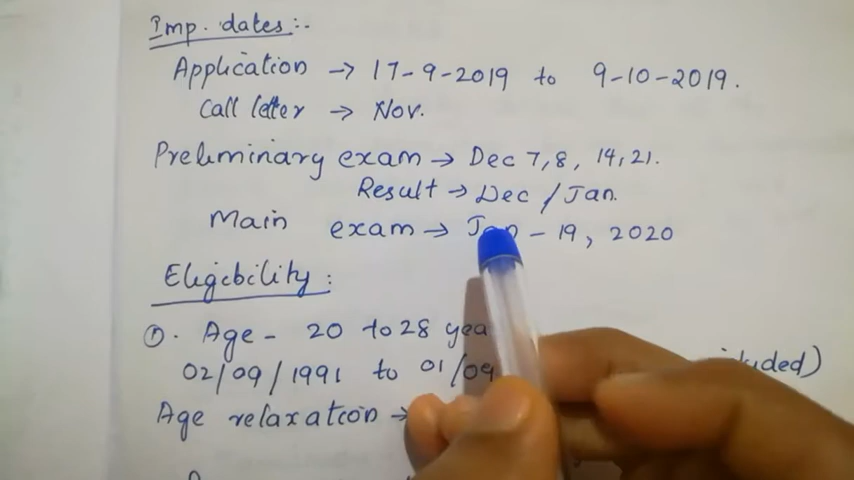 Imp. dates:-
Application → 17-9-2019 to 9-10-2019.
Call letter → Nov.
Preliminary exam → Dec 7,8, 14,21.
Result → Dec / Jan.
Main exam → Jan - 19, 2020
Eligibility:
①. Age - 20 to 28
02/09/1991 to 01/09
Age relaxation →